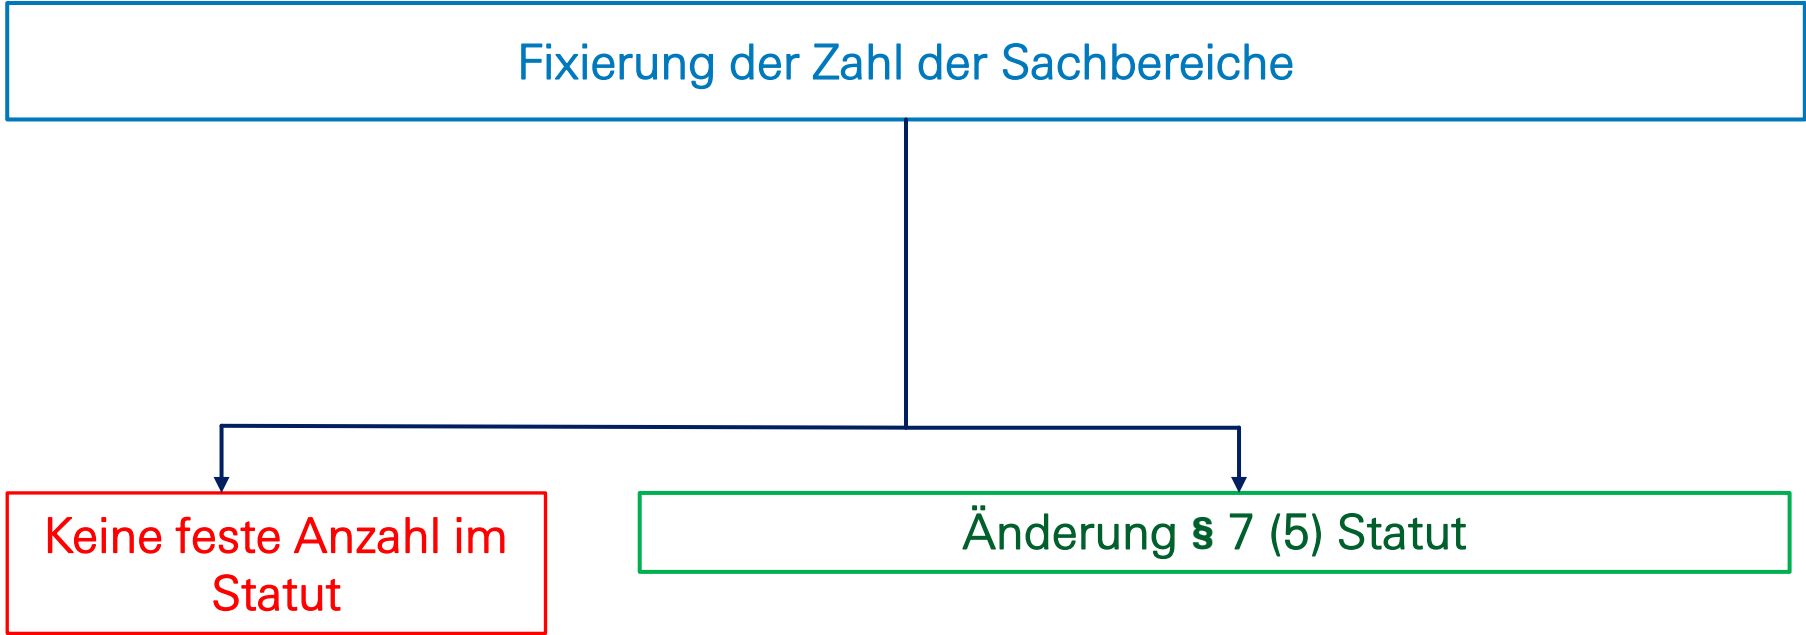 Fixierung der Zahl der Sachbereiche
Keine feste Anzahl im
Statut
Änderung § 7 (5) Statut